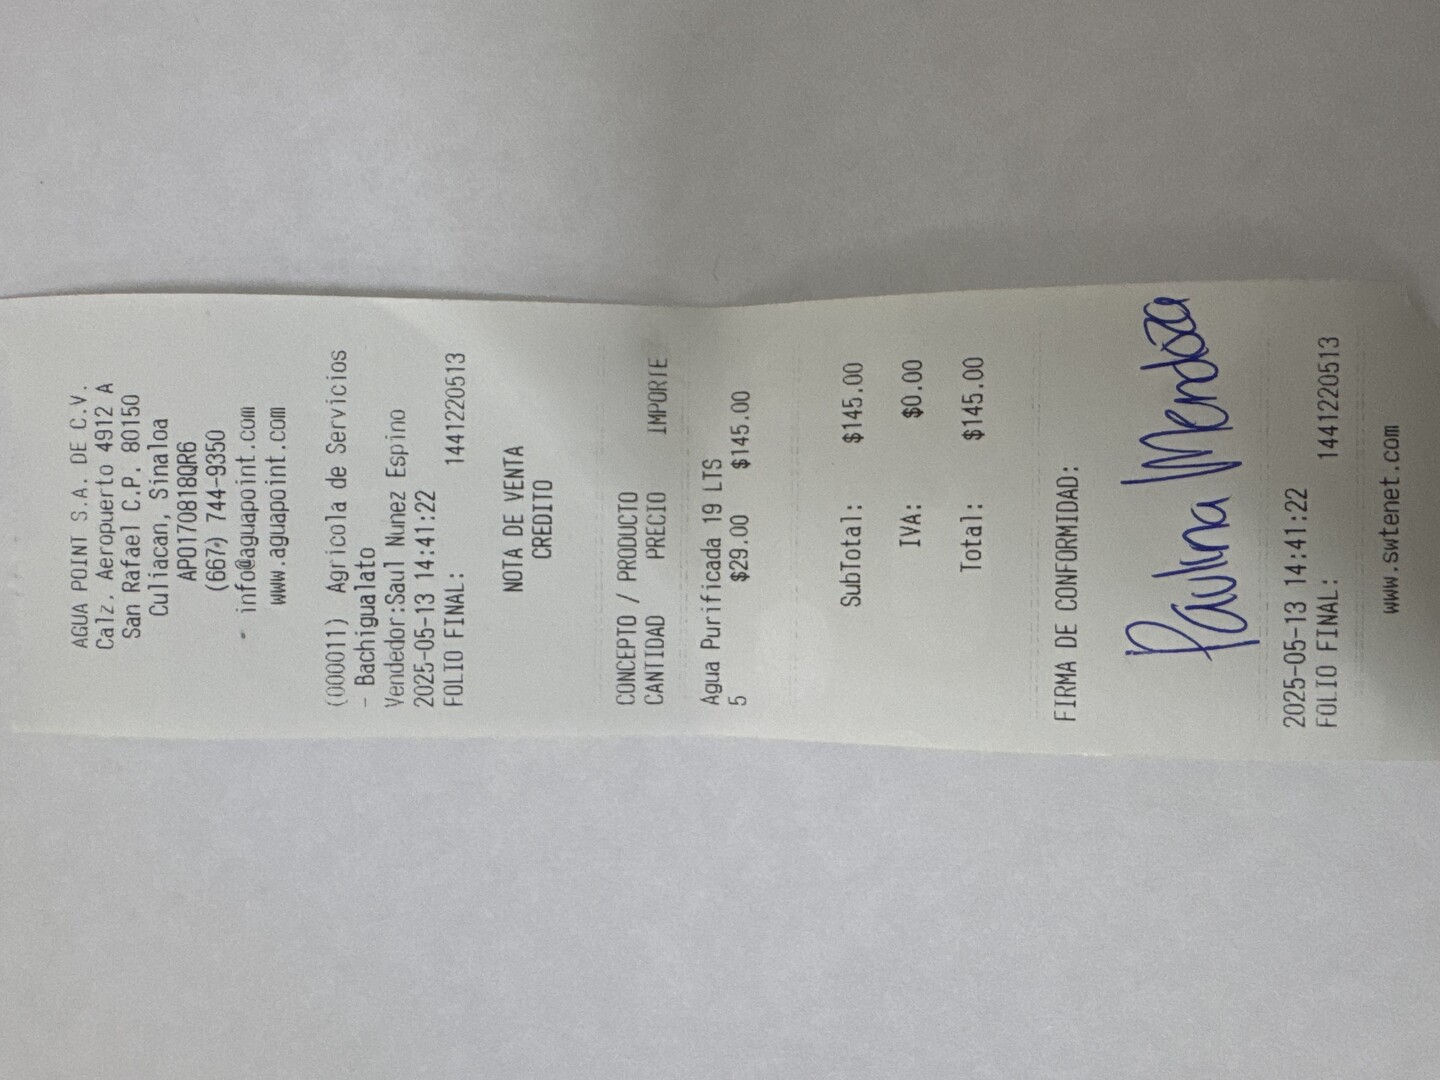 AGUA POINT S.A. DE C.V.
Calz. Aeropuerto 4912 A
San Rafael C.P. 80150
Culiacan, Sinaloa
APO170818QR6
(667) 744-9350
info@aguapoint.com
www.aguapoint.com
(000011) Agricola de Servicios
- Bachigualato
Vendedor:Saul Nunez Espino
2025-05-13 14:41:22
FOLIO FINAL: 1441220513
NOTA DE VENTA
CREDITO
CONCEPTO / PRODUCTO
CANTIDAD PRECIO IMPORTE
Agua Purificada 19 LTS
5 $29.00 $145.00
SubTotal: $145.00
IVA: $0.00
Total: $145.00
FIRMA DE CONFORMIDAD:
Paulina Mendoza
2025-05-13 14:41:22
FOLIO FINAL: 1441220513
www.swtenet.com